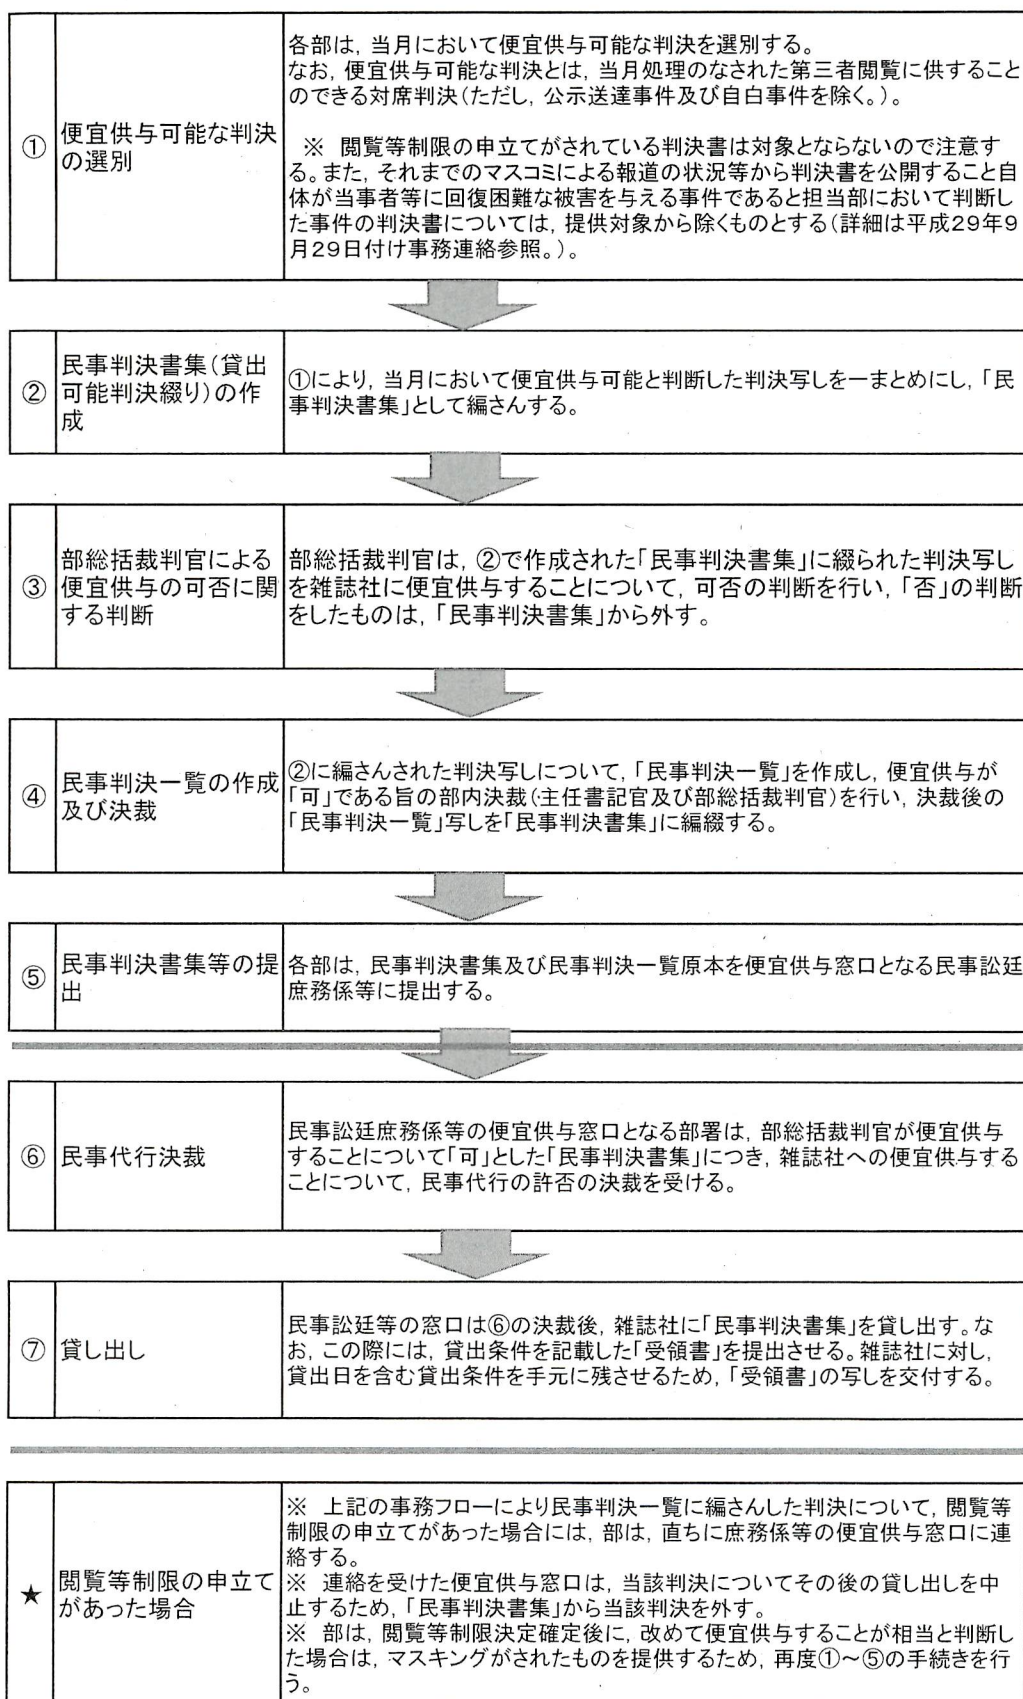 ①
便宜供与可能な判決
の選別
各部は，当月において便宜供与可能な判決を選別する。
なお，便宜供与可能な判決とは，当月処理のなされた第三者閲覧に供すること
のできる対席判決（ただし，公示送達事件及び自白事件を除く。）。
※　閲覧等制限の申立てがされている判決書は対象とならないので注意す
る。また，それまでのマスコミによる報道の状況等から判決書を公開すること自
体が当事者等に回復困難な被害を与える事件であると担当部において判断し
た事件の判決書については，提供対象から除くものとする（詳細は平成２９年９
月２９日付け事務連絡参照。）。
②
民事判決書集（貸出
可能判決綴り）の作
成
①により，当月において便宜供与可能と判断した判決写しを一まとめにし，「民
事判決書集」として編さんする。
③
部総括裁判官による
便宜供与の可否に関
する判断
部総括裁判官は，②で作成された「民事判決書集」に綴られた判決写し
を雑誌社に便宜供与することについて，可否の判断を行い，「否」の判断
をしたものは，「民事判決書集」から外す。
④
民事判決一覧の作成
及び決裁
②に編さんされた判決写しについて，「民事判決一覧」を作成し，便宜供与が
「可」である旨の部内決裁（主任書記官及び部総括裁判官）を行い，決裁後の
「民事判決一覧」写しを「民事判決書集」に編綴する。
⑤
民事判決書集等の提
出
各部は，民事判決書集及び民事判決一覧原本を便宜供与窓口となる民事訟廷
庶務係等に提出する。
⑥
民事代行決裁
民事訟廷庶務係等の便宜供与窓口となる部署は，部総括裁判官が便宜供与
することについて「可」とした「民事判決書集」につき，雑誌社への便宜供与する
ことについて，民事代行の許否の決裁を受ける。
⑦
貸し出し
民事訟廷等の窓口は⑥の決裁後，雑誌社に「民事判決書集」を貸し出す。な
お，この際には，貸出条件を記載した「受領書」を提出させる。雑誌社に対し，
貸出日を含む貸出条件を手元に残させるため，「受領書」の写しを交付する。
★
閲覧等制限の申立て
があった場合
※　上記の事務フローにより民事判決一覧に編さんした判決について，閲覧等
制限の申立てがあった場合には，部は，直ちに庶務係等の便宜供与窓口に連
絡する。
※　連絡を受けた便宜供与窓口は，当該判決についてその後の貸し出しを中
止するため，「民事判決書集」から当該判決を外す。
※　部は，閲覧等制限決定確定後に，改めて便宜供与することが相当と判断し
た場合は，マスキングがされたものを提供するため，再度①～⑤の手続きを行
う。